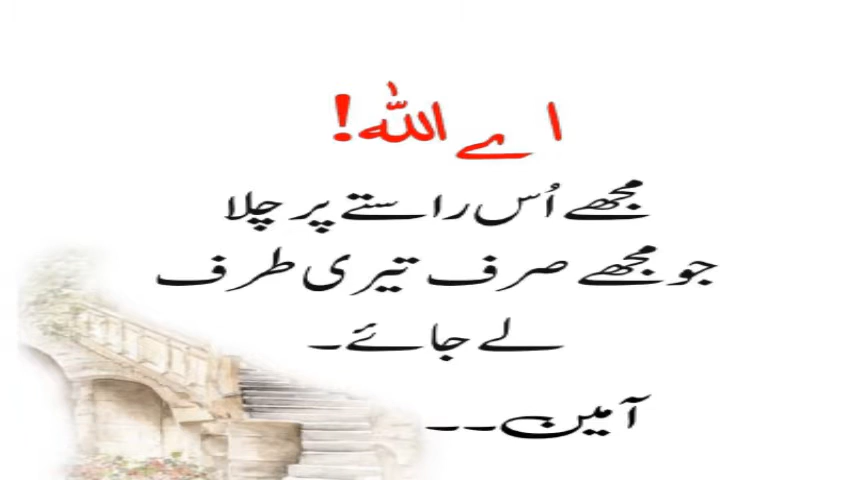 اے اللہ!
مجھے اُس راستے پر چلا
جو مجھے صرف تیری طرف
لے جائے۔
آمین۔۔